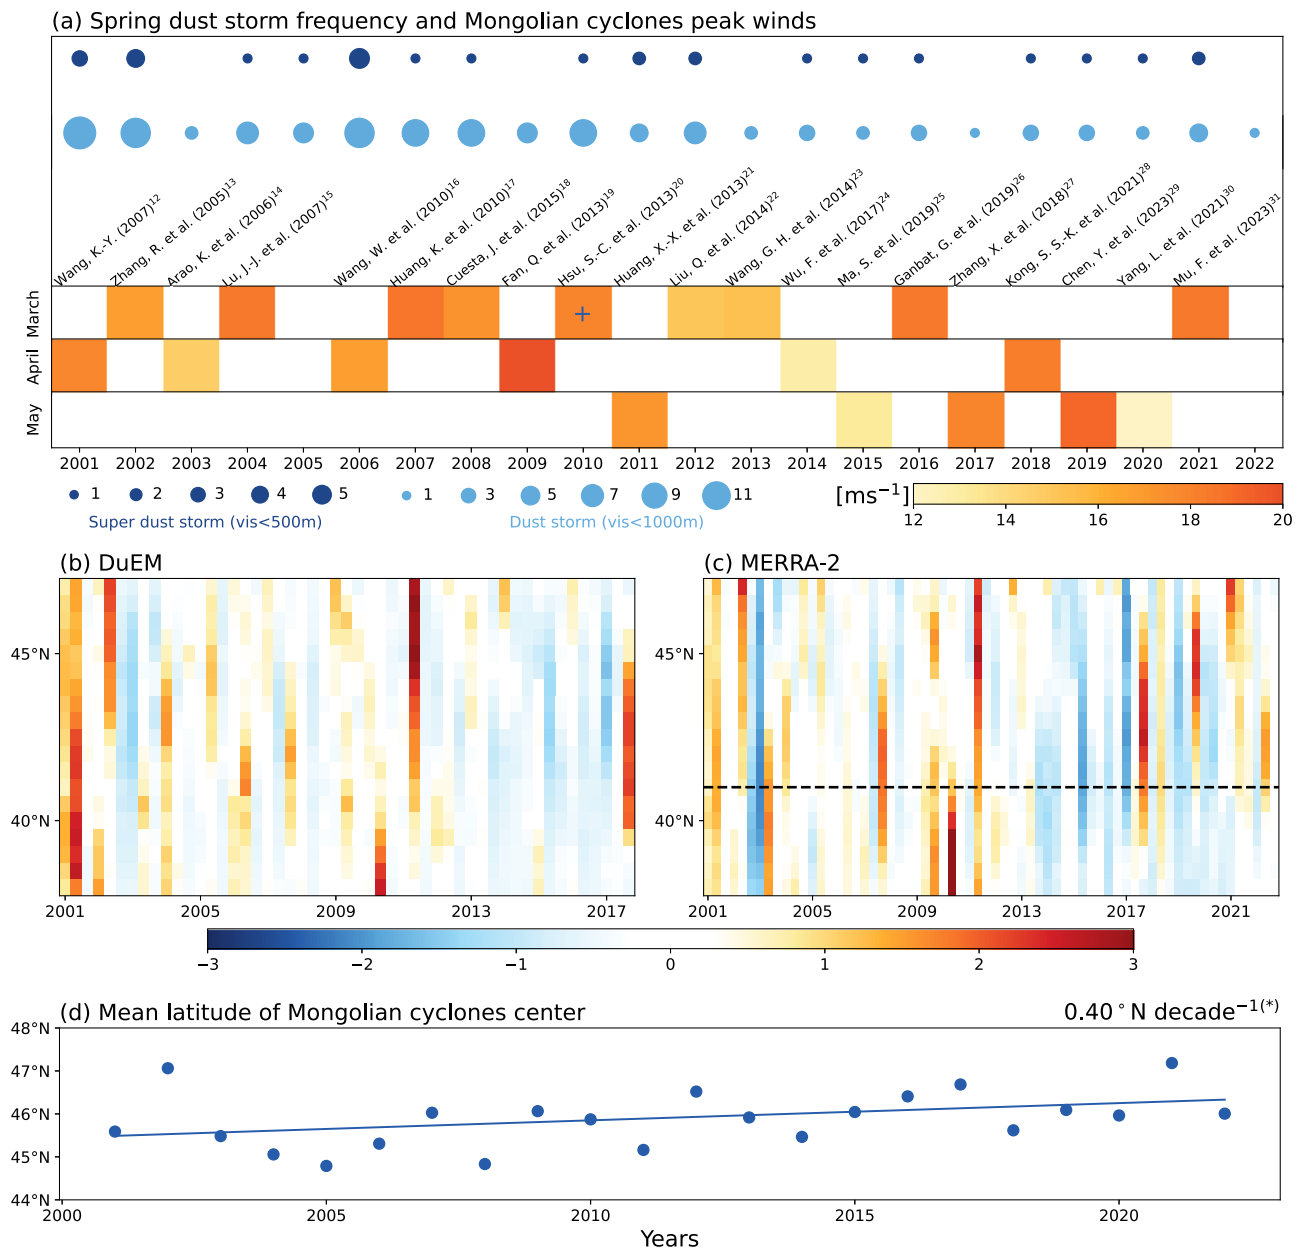 (a) Spring dust storm frequency and Mongolian cyclones peak winds
Wang, K.-Y. (2007)¹²
Zhang, R. et al. (2005)¹³
Arao, K. et al. (2006)¹⁴
Lu, J.-J. et al. (2007)¹⁵
Wang, W. et al. (2010)¹⁶
Huang, K. et al. (2010)¹⁷
Cuesta, J. et al. (2015)¹⁸
Fan, Q. et al. (2013)¹⁹
Hsu, S.-C. et al. (2013)²⁰
Huang, X.-X. et al. (2013)²¹
Liu, Q. et al. (2014)²²
Wang, G. H. et al. (2014)²³
Wu, F. et al. (2017)²⁴
Ma, S. et al. (2019)²⁵
Ganbat, G. et al. (2019)²⁶
Zhang, X. et al. (2018)²⁷
Kong, S. S.-K. et al. (2021)²⁸
Chen, Y. et al. (2023)²⁹
Yang, L. et al. (2021)³⁰
Mu, F. et al. (2023)³¹
March
April
May
2001 2002 2003 2004 2005 2006 2007 2008 2009 2010 2011 2012 2013 2014 2015 2016 2017 2018 2019 2020 2021 2022
1 2 3 4 5 1 3 5 7 9 11
[ms⁻¹]
12 14 16 18 20
Super dust storm (vis<500m) Dust storm (vis<1000m)
(b) DuEM
45°N
40°N
2001 2005 2009 2013 2017
(c) MERRA-2
45°N
40°N
2001 2005 2009 2013 2017 2021
−3 −2 −1 0 1 2 3
(d) Mean latitude of Mongolian cyclones center 0.40°N decade⁻¹⁽*⁾
48°N
47°N
46°N
45°N
44°N
2000 2005 2010 2015 2020
Years